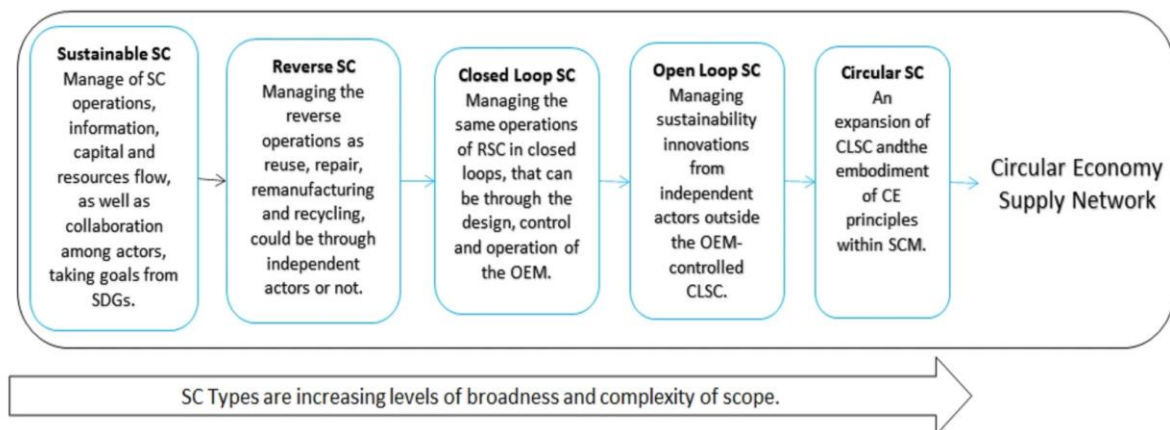 Sustainable SC
Manage of SC
operations,
information,
capital and
resources flow,
as well as
collaboration
among actors,
taking goals from
SDGs.
Reverse SC
Managing the
reverse
operations as
reuse, repair,
remanufacturing
and recycling,
could be through
independent
actors or not.
Closed Loop SC
Managing the
same operations
of RSC in closed
loops, that can
be through the
design, control
and operation of
the OEM.
Open Loop SC
Managing
sustainability
innovations
from
independent
actors outside
the OEM-
controlled
CLSC.
Circular SC
An
expansion of
CLSC andthe
embodiment
of CE
principles
within SCM.
Circular Economy
Supply Network
SC Types are increasing levels of broadness and complexity of scope.